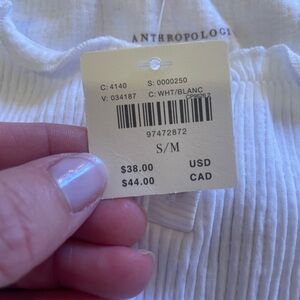 ANTHROPOLOGI
C: 4140 S: 0000250
V: 034187 C: WHT/BLANC
97472872
S/M
$38.00 USD
$44.00 CAD